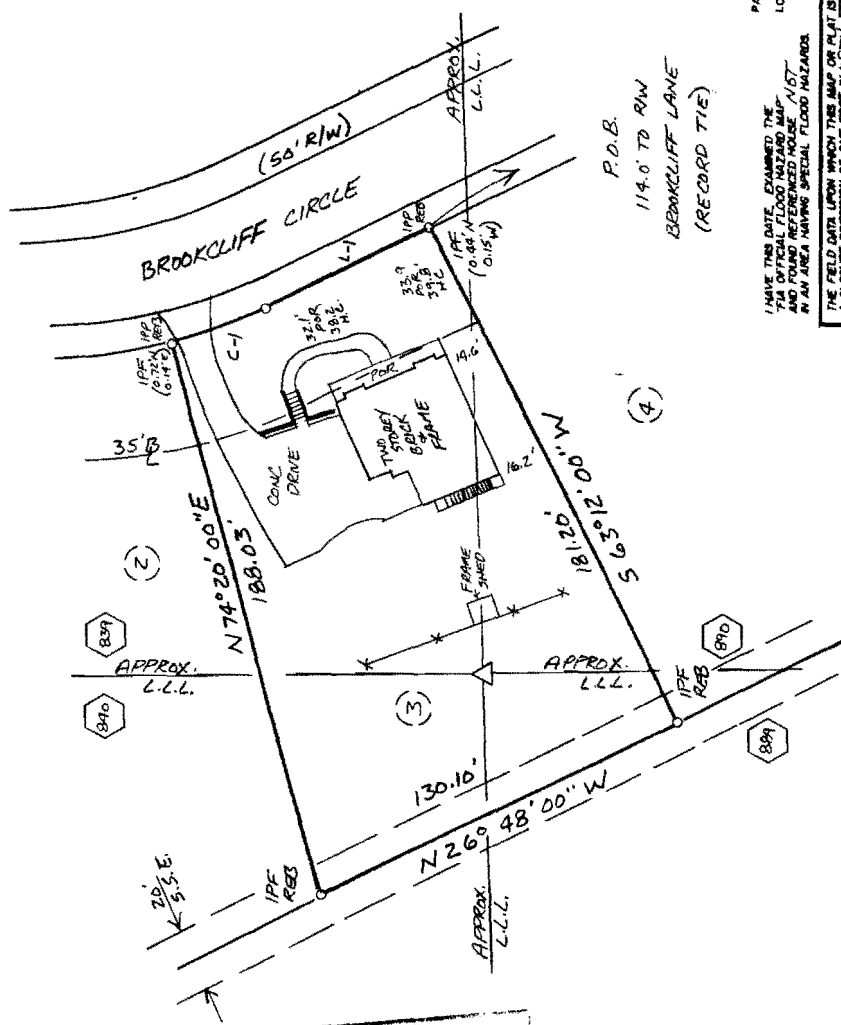 (50' R/W)
BROOKCLIFF CIRCLE
APPROX.
L.L.L.
P.O.B.
114.0' TO R/W
BROOKCLIFF LANE
(RECORD TIE)
I HAVE THIS DATE, EXAMINED THE
"FIA OFFICIAL FLOOD HAZARD MAP"
AND FOUND REFERENCED HOUSE NOT
IN AN AREA HAVING SPECIAL FLOOD HAZARDS.
THE FIELD DATA UPON WHICH THIS MAP OR PLAT IS
IPF
(0.72'N
0.14'E)
IPP
REB
C-1
L-1
IPP
REB
IPF
(0.44'N
0.15'W)
32.1'
POR
38.2'
H.C.
33.9
POR'
39.8'
H.C.
35' B
L
CONC
DRIVE
POR.
14.6'
TWO
STOREY
BRICK
&
FRAME
16.2'
FRAME
SHED
(2)
N 74° 20' 00" E
188.03'
181.20'
S 63° 12' 00" W
(4)
839
840
APPROX.
L.L.L.
APPROX.
L.L.L.
(3)
890
889
IPF
REB
130.10'
N 26° 48' 00" W
20'
S.S.E.
IPF
REB
APPROX.
L.L.L.